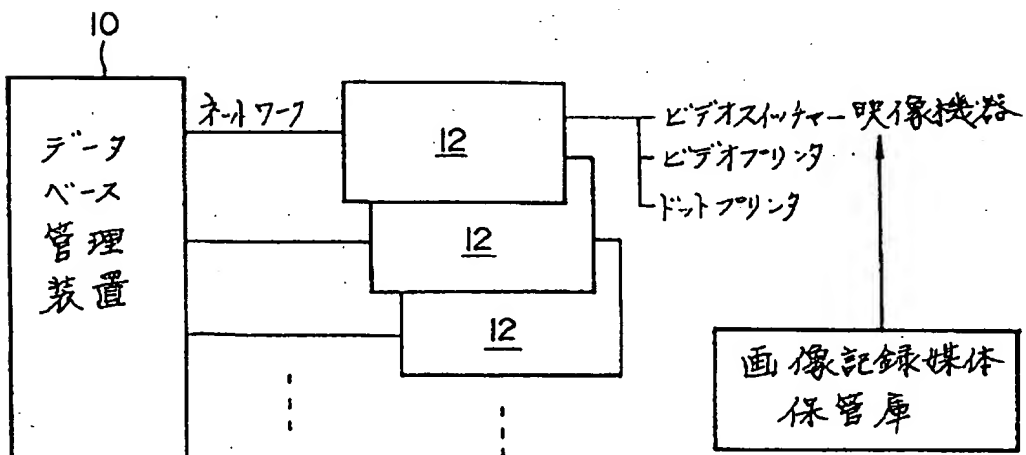 10
データ
ベース
管理
装置
ネットワーク
12
12
12
ビデオスイッチャー映像機器
ビデオプリンタ
ドットプリンタ
画像記録媒体
保管庫